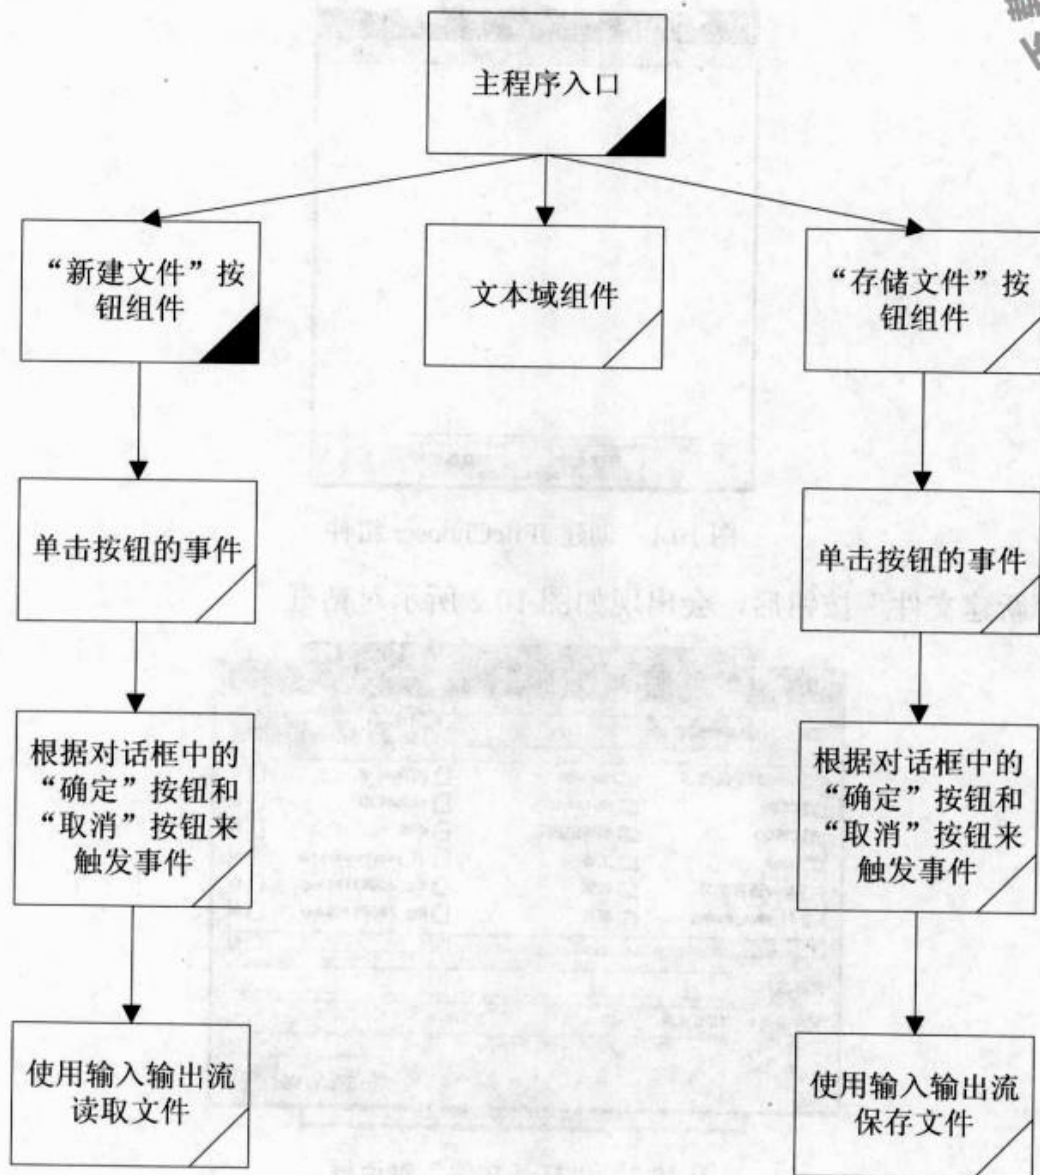 主程序入口
“新建文件”按
钮组件
文本域组件
“存储文件”按
钮组件
单击按钮的事件
单击按钮的事件
根据对话框中的
“确定”按钮和
“取消”按钮来
触发事件
根据对话框中的
“确定”按钮和
“取消”按钮来
触发事件
使用输入输出流
读取文件
使用输入输出流
保存文件